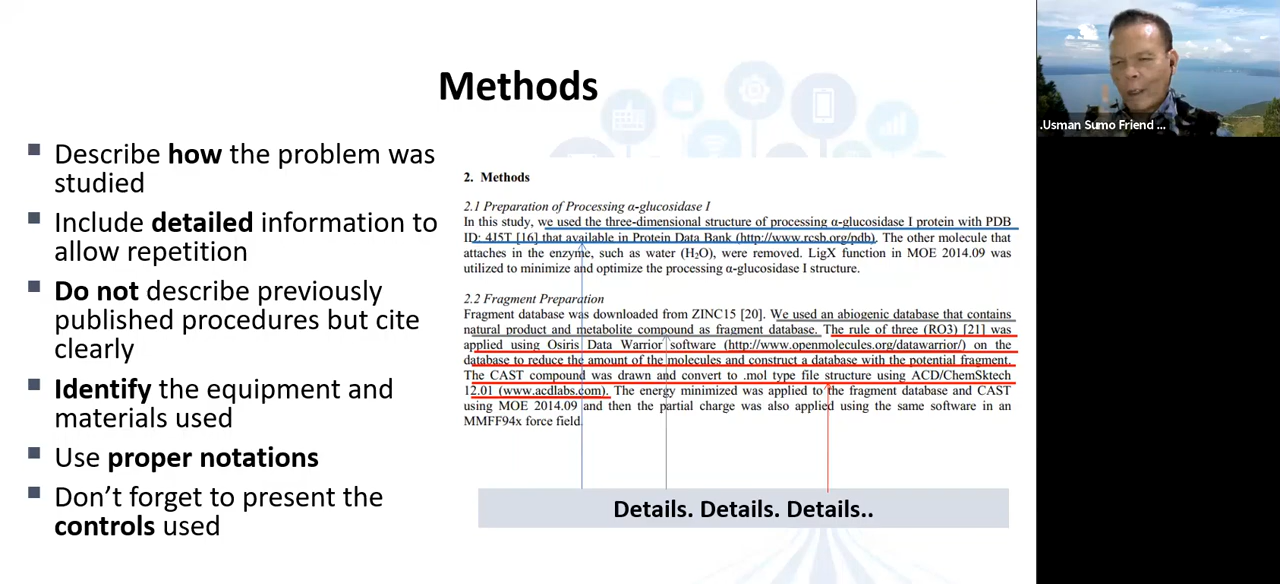 Methods
Describe how the problem was
studied
Include detailed information to
allow repetition
Do not describe previously
published procedures but cite
clearly
Identify the equipment and
materials used
Use proper notations
Don't forget to present the
controls used
2. Methods
2.1 Preparation of Processing α-glucosidase I
In this study, we used the three-dimensional structure of processing α-glucosidase I protein with PDB
ID: 4J5T [16] that available in Protein Data Bank (http://www.rcsb.org/pdb). The other molecule that
attaches in the enzyme, such as water (H₂O), were removed. LigX function in MOE 2014.09 was
utilized to minimize and optimize the processing α-glucosidase I structure.
2.2 Fragment Preparation
Fragment database was downloaded from ZINC15 [20]. We used an abiogenic database that contains
natural product and metabolite compound as fragment database. The rule of three (RO3) [21] was
applied using Osiris Data Warrior software (http://www.openmolecules.org/datawarrior/) on the
database to reduce the amount of the molecules and construct a database with the potential fragment.
The CAST compound was drawn and convert to .mol type file structure using ACD/ChemSktech
12.01 (www.acdlabs.com). The energy minimized was applied to the fragment database and CAST
using MOE 2014.09 and then the partial charge was also applied using the same software in an
MMFF94x force field.
Details. Details. Details..
.Usman Sumo Friend ...